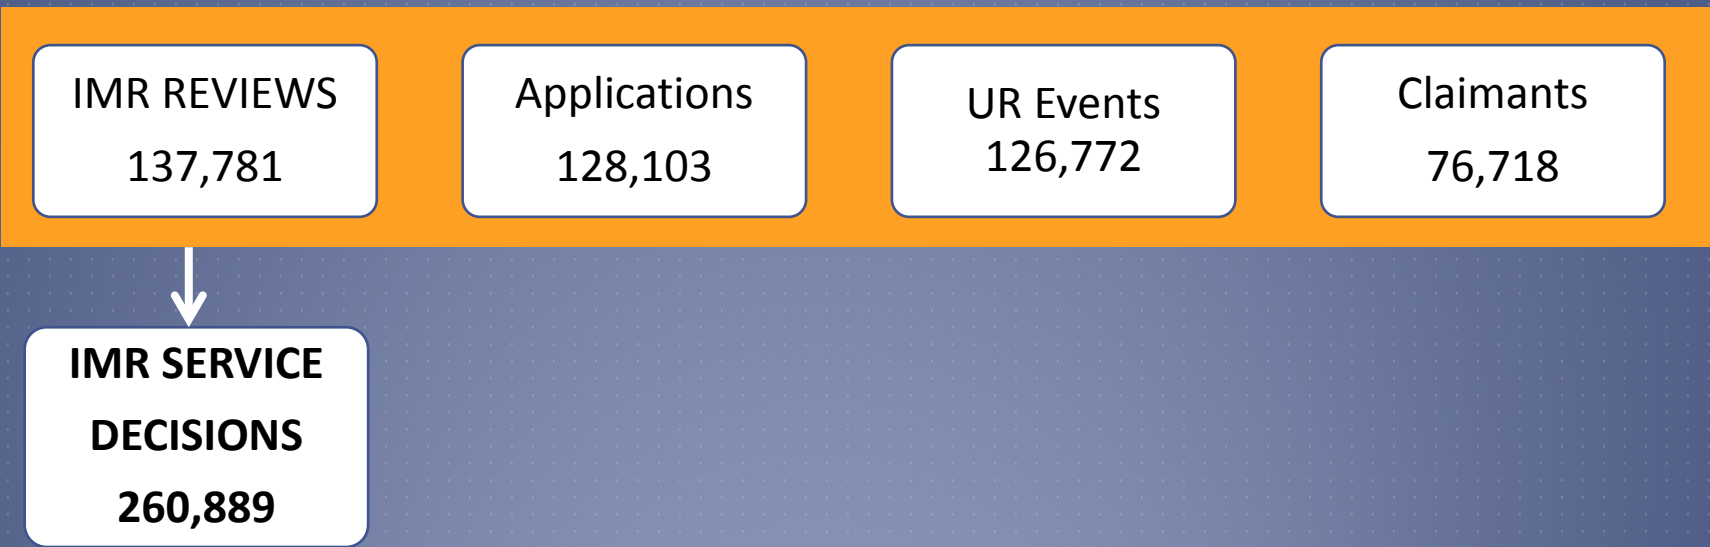 IMR REVIEWS
137,781
Applications
128,103
UR Events
126,772
Claimants
76,718
IMR SERVICE
DECISIONS
260,889